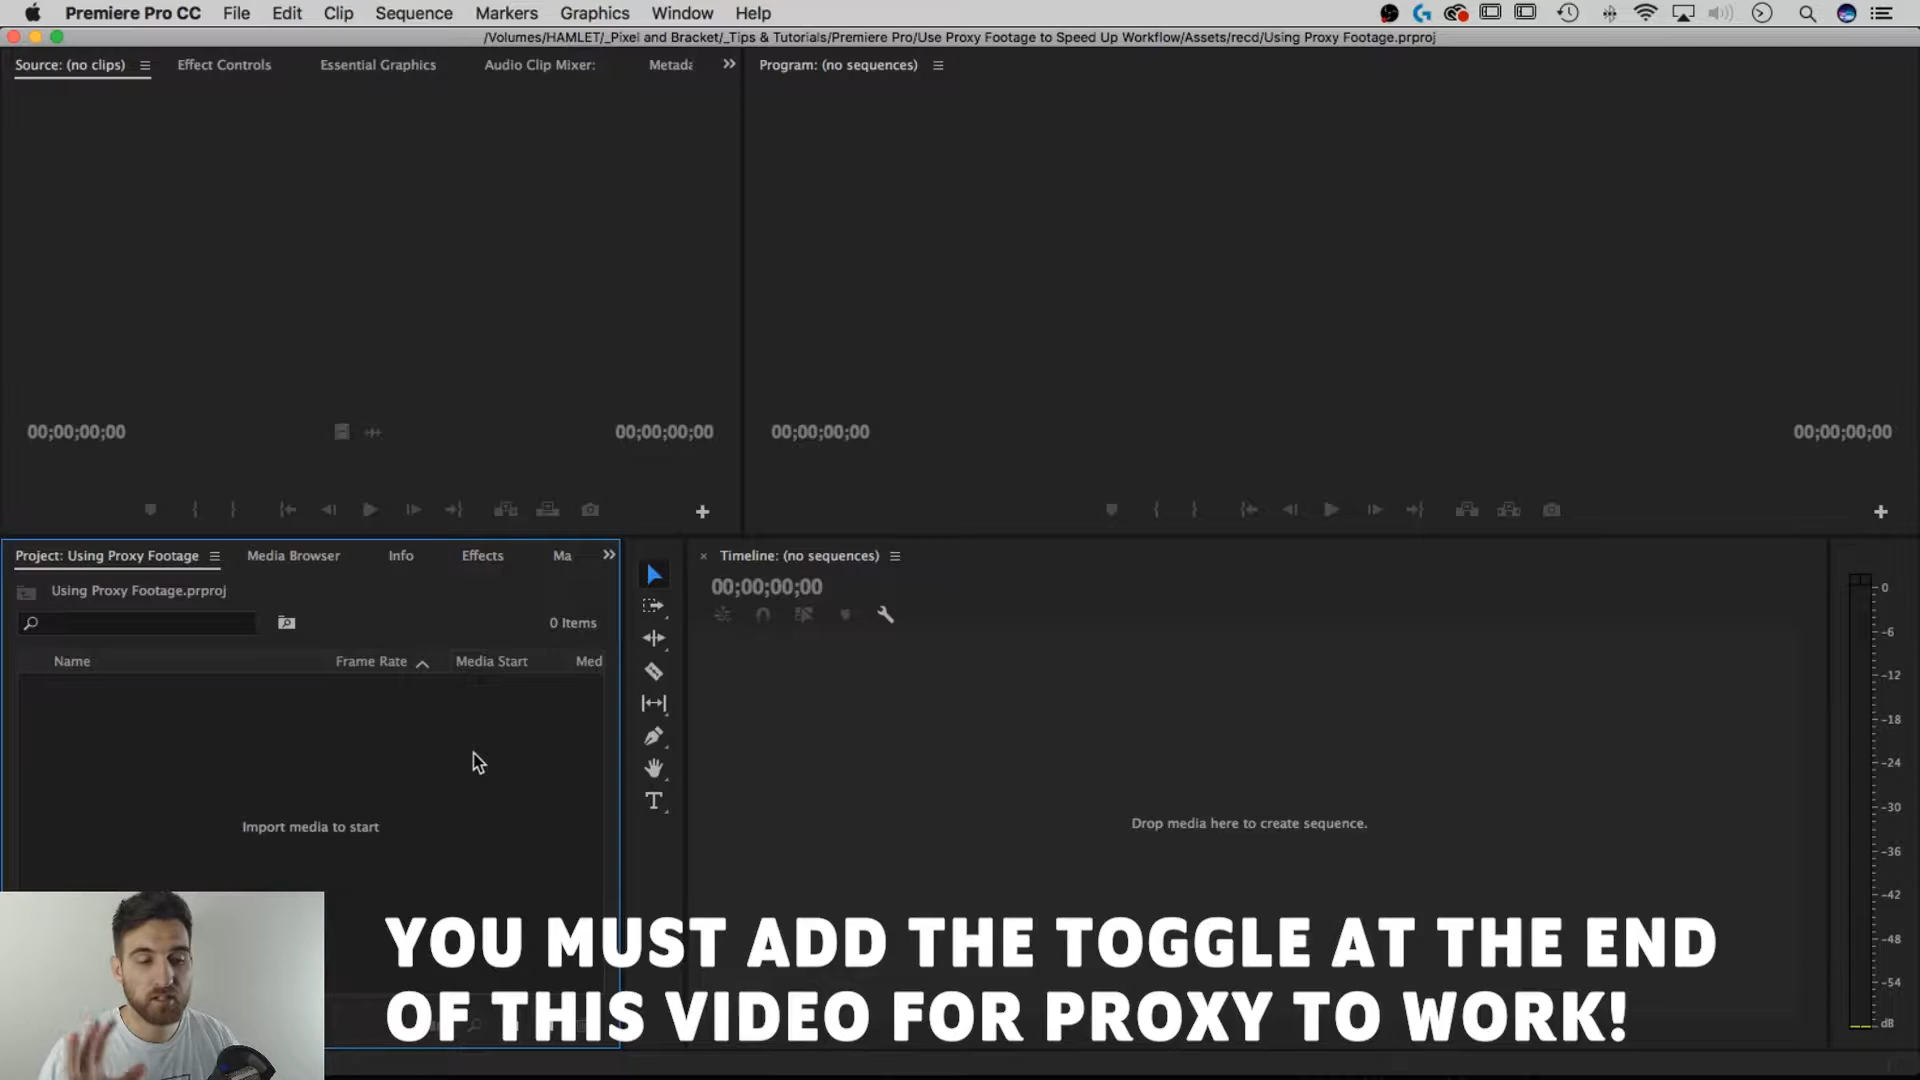 Premiere Pro CC File Edit Clip Sequence Markers Graphics Window Help
/Volumes/HAMLET/_Pixel and Bracket/_Tips & Tutorials/Premiere Pro/Use Proxy Footage to Speed Up Workflow/Assets/recd/Using Proxy Footage.prproj
Source: (no clips) Effect Controls Essential Graphics Audio Clip Mixer: Metada
Program: (no sequences)
00;00;00;00 00;00;00;00
00;00;00;00 00;00;00;00
Project: Using Proxy Footage Media Browser Info Effects Ma
Using Proxy Footage.prproj
0 Items
Name Frame Rate Media Start Med
Import media to start
Timeline: (no sequences)
00;00;00;00
Drop media here to create sequence.
0
-6
-12
-18
-24
-30
-36
-42
-48
-54
dB
YOU MUST ADD THE TOGGLE AT THE END
OF THIS VIDEO FOR PROXY TO WORK!